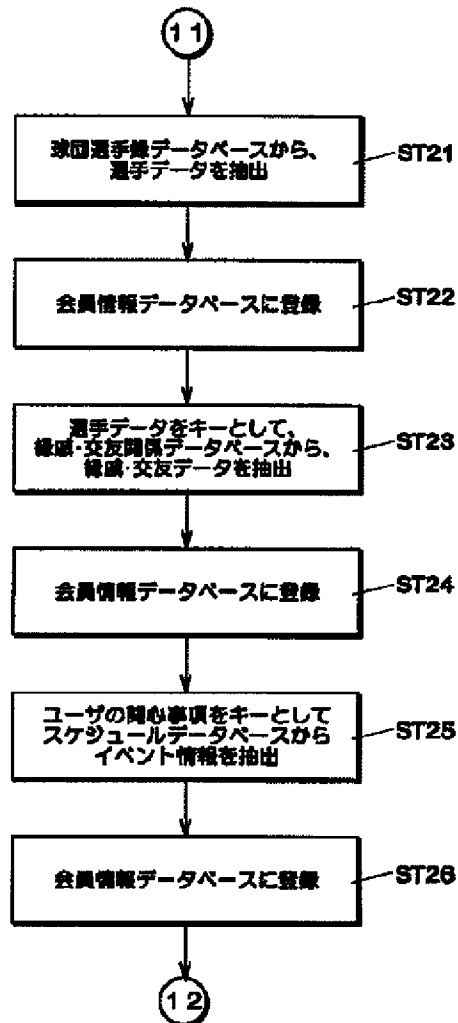 11
球団選手録データベースから、
選手データを抽出
ST21
会員情報データベースに登録
ST22
選手データをキーとして、
縁戚・交友関係データベースから、
縁戚・交友データを抽出
ST23
会員情報データベースに登録
ST24
ユーザの関心事項をキーとして
スケジュールデータベースから
イベント情報を抽出
ST25
会員情報データベースに登録
ST26
12